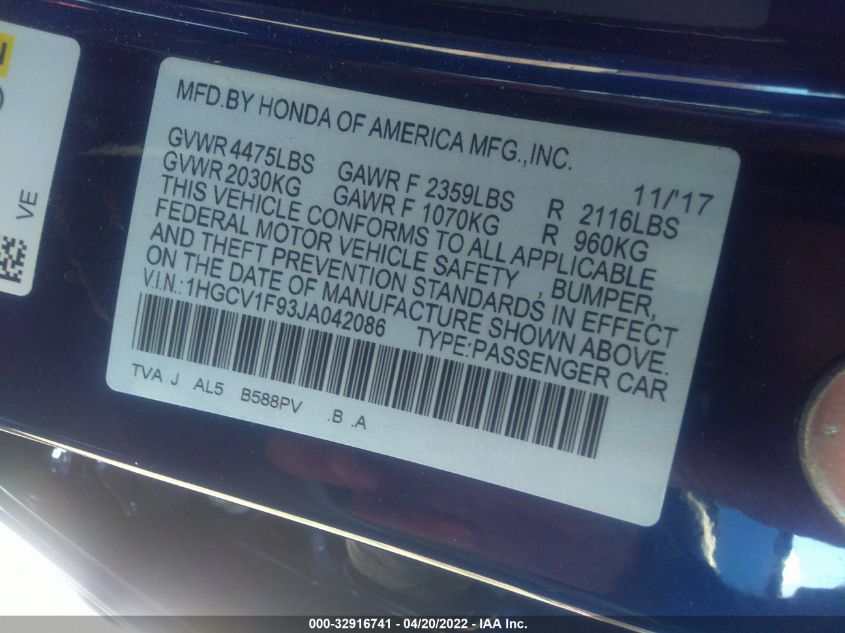 MFD.BY HONDA OF AMERICA MFG.,INC.
11/'17
GVWR 4475LBS GAWR F 2359LBS R 2116LBS
GVWR 2030KG GAWR F 1070KG R 960KG
THIS VEHICLE CONFORMS TO ALL APPLICABLE
FEDERAL MOTOR VEHICLE SAFETY, BUMPER,
AND THEFT PREVENTION STANDARDS IN EFFECT
ON THE DATE OF MANUFACTURE SHOWN ABOVE.
V.I.N.: 1HGCV1F93JA042086 TYPE:PASSENGER CAR
TVA J AL5 B588PV .B .A
VE
000-32916741 - 04/20/2022 - IAA Inc.